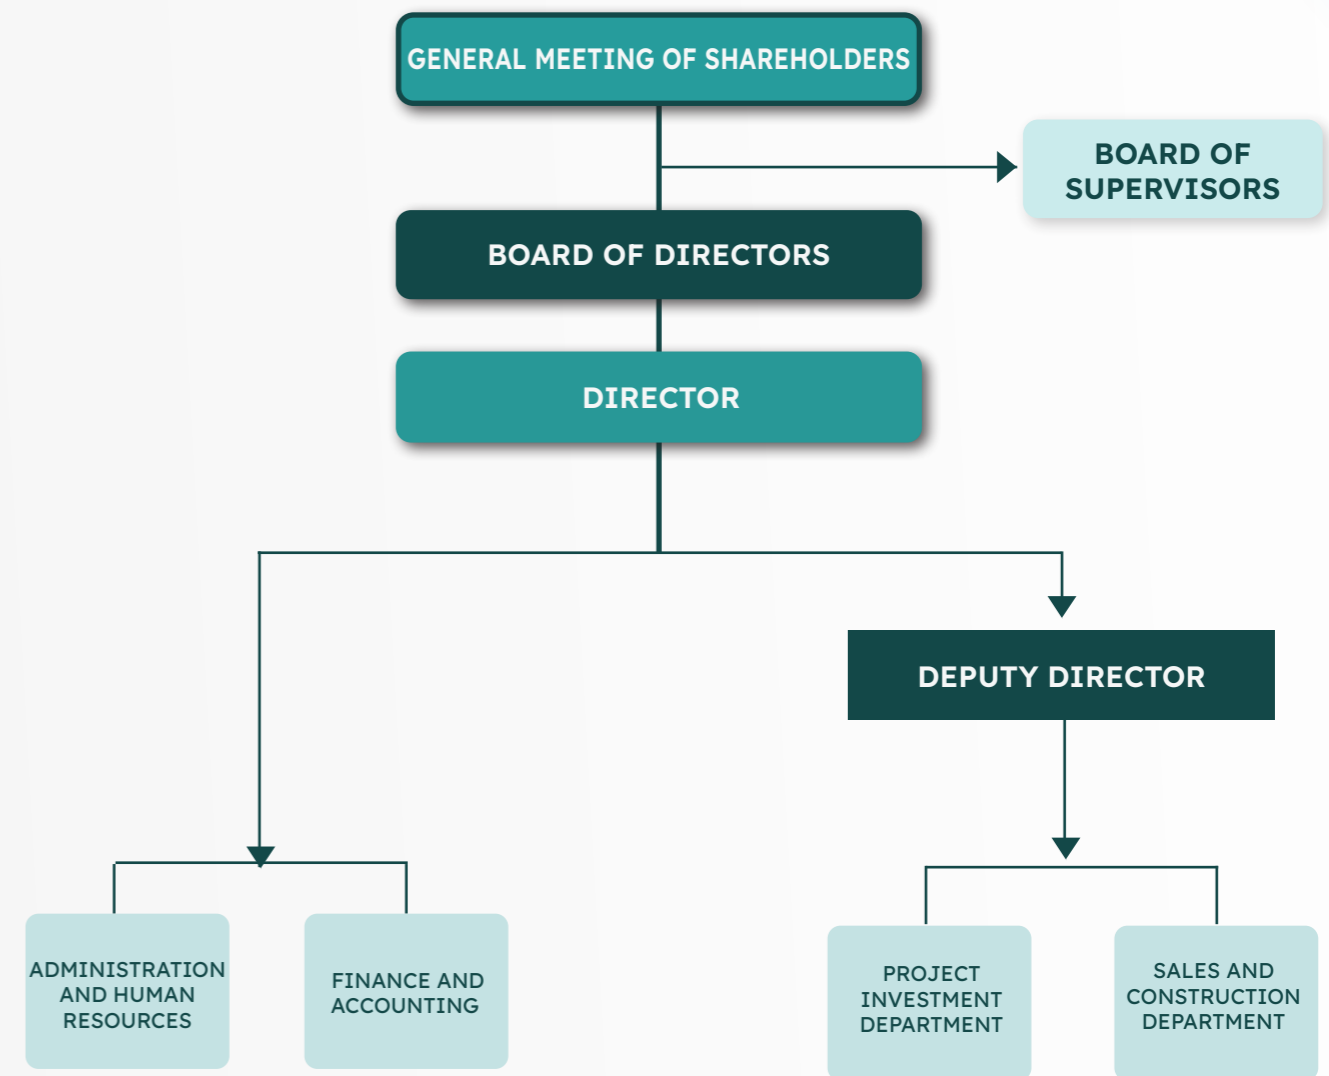 GENERAL MEETING OF SHAREHOLDERS
BOARD OF
SUPERVISORS
BOARD OF DIRECTORS
DIRECTOR
DEPUTY DIRECTOR
ADMINISTRATION
AND HUMAN
RESOURCES
FINANCE AND
ACCOUNTING
PROJECT
INVESTMENT
DEPARTMENT
SALES AND
CONSTRUCTION
DEPARTMENT